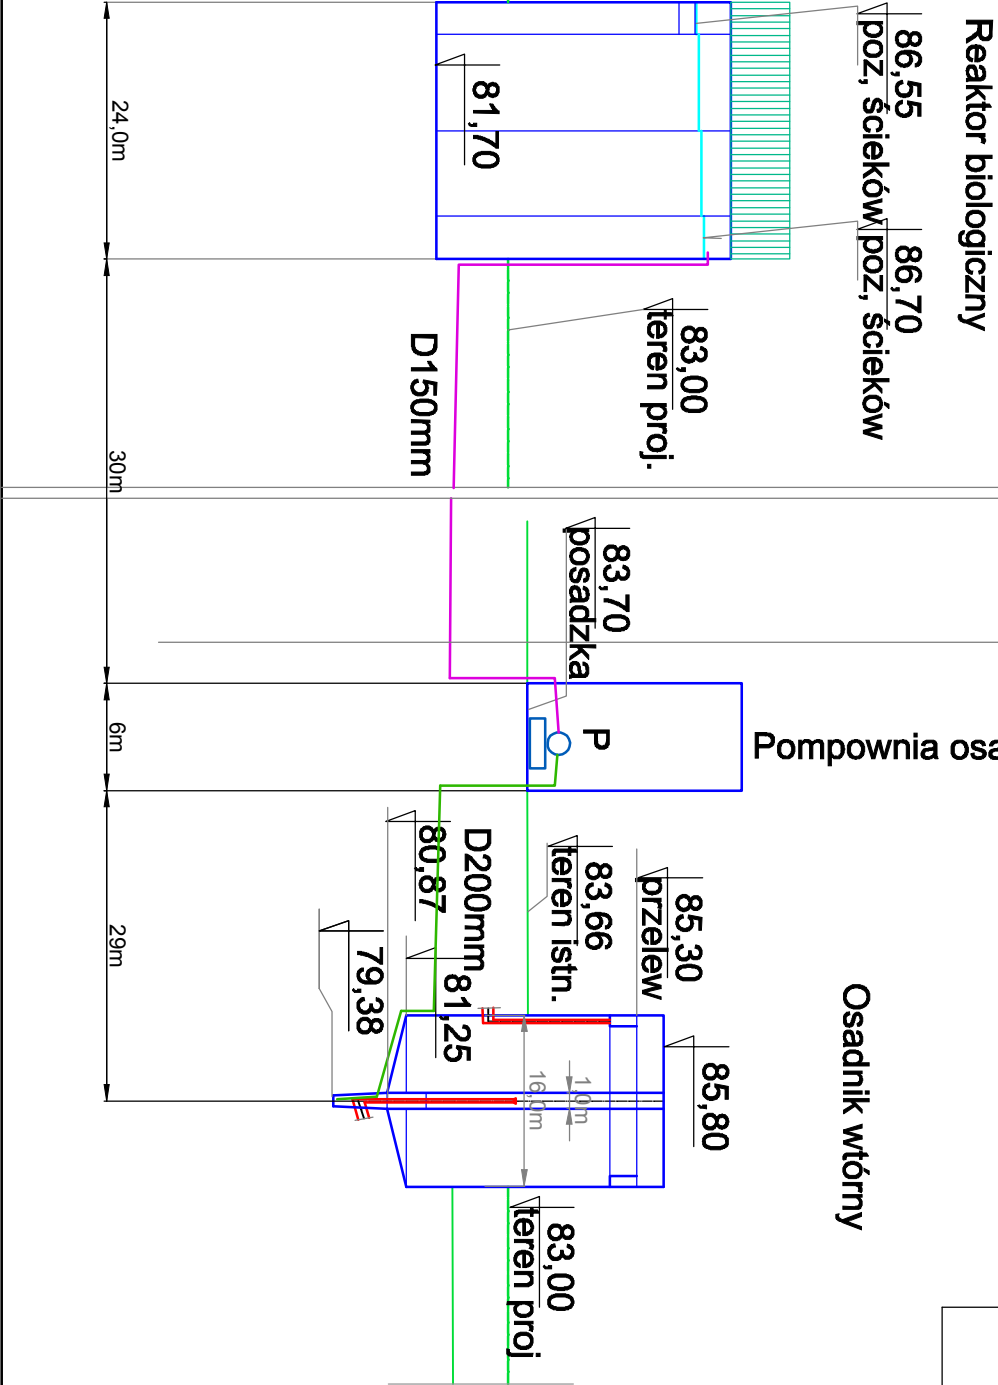 Reaktor biologiczny
86,55
poz, ścieków
86,70
poz, ścieków
81,70
83,00
teren proj.
D150mm
24,0m
30m
83,70
posadzka
P
Pompownia osa
6m
29m
D200mm
80,87
79,38
81,25
83,66
teren istn.
85,30
przelew
Osadnik wtórny
85,80
1,0m
16,0m
83,00
teren proj